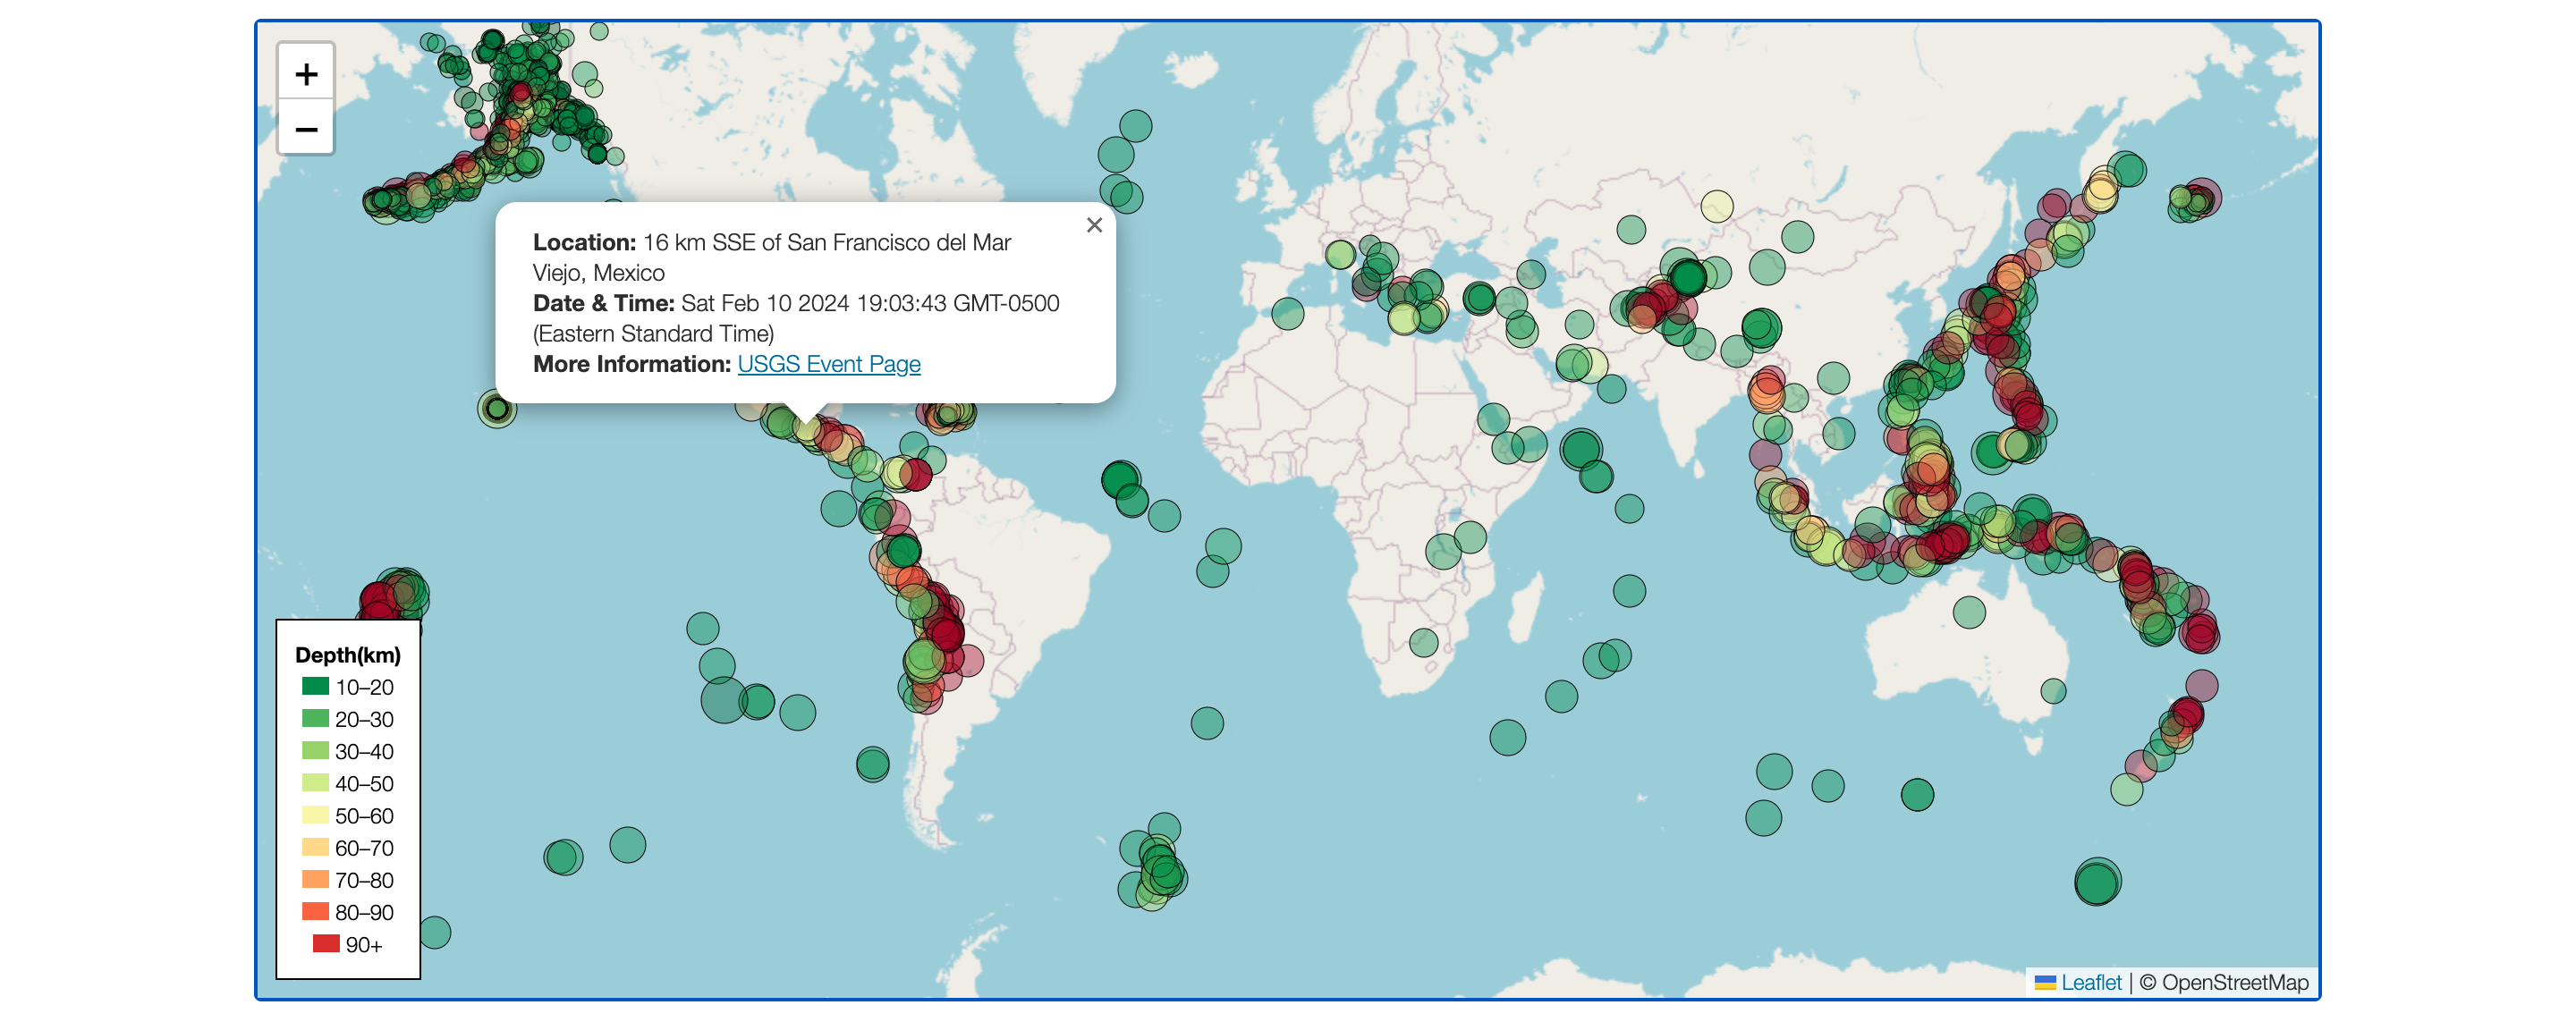 +
−
×
Location: 16 km SSE of San Francisco del Mar
Viejo, Mexico
Date & Time: Sat Feb 10 2024 19:03:43 GMT-0500
(Eastern Standard Time)
More Information: USGS Event Page
Depth(km)
10–20
20–30
30–40
40–50
50–60
60–70
70–80
80–90
90+
Leaflet | © OpenStreetMap